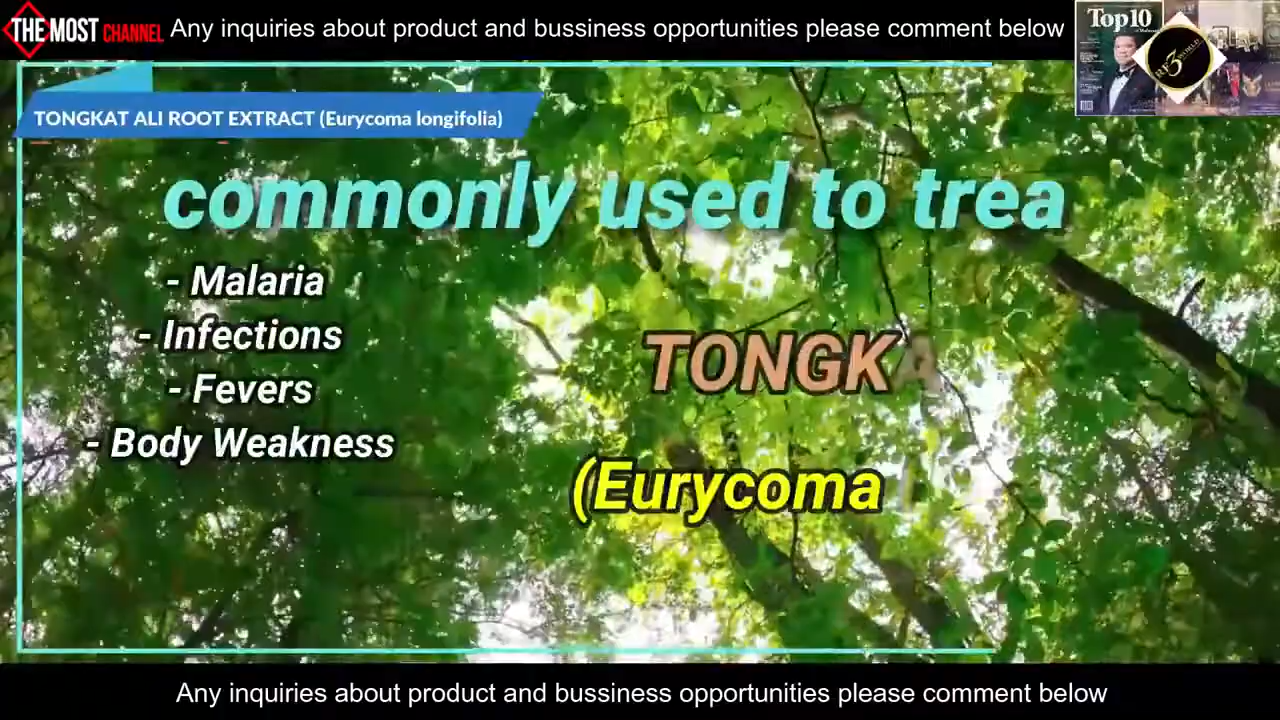 THE MOST CHANNEL
Any inquiries about product and bussiness opportunities please comment below
Top10
TONGKAT ALI ROOT EXTRACT (Eurycoma longifolia)
commonly used to trea
- Malaria
- Infections
- Fevers
- Body Weakness
TONGKA
(Eurycoma
Any inquiries about product and bussiness opportunities please comment below